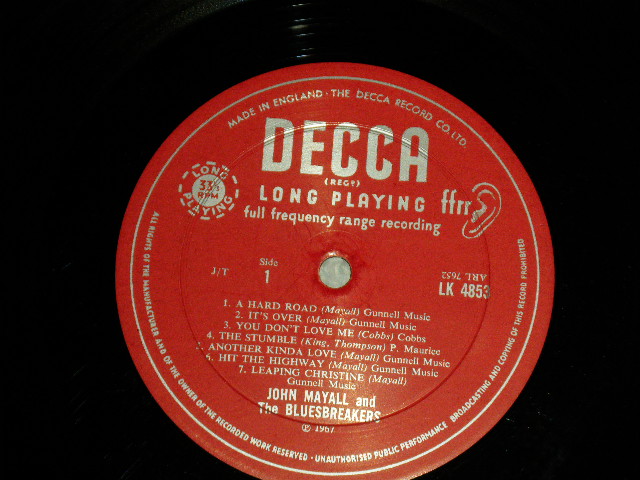 MADE IN ENGLAND · THE DECCA RECORD CO. LTD.
DECCA
(REGD)
LONG PLAYING
33⅓
RPM
LONG PLAYING ffrr
full frequency range recording
J/T
Side
1
ARL 7652
LK 4853
1. A HARD ROAD (Mayall) Gunnell Music
2. IT'S OVER (Mayall) Gunnell Music
3. YOU DON'T LOVE ME (Cobbs) Cobbs
4. THE STUMBLE (King, Thompson) P. Maurice
5. ANOTHER KINDA LOVE (Mayall) Gunnell Music
6. HIT THE HIGHWAY (Mayall) Gunnell Music
7. LEAPING CHRISTINE (Mayall)
Gunnell Music
JOHN MAYALL and
The BLUESBREAKERS
℗ 1967
ALL RIGHTS OF THE MANUFACTURER AND OF THE OWNER OF THE RECORDED WORK RESERVED · UNAUTHORISED PUBLIC PERFORMANCE BROADCASTING AND COPYING OF THIS RECORD PROHIBITED